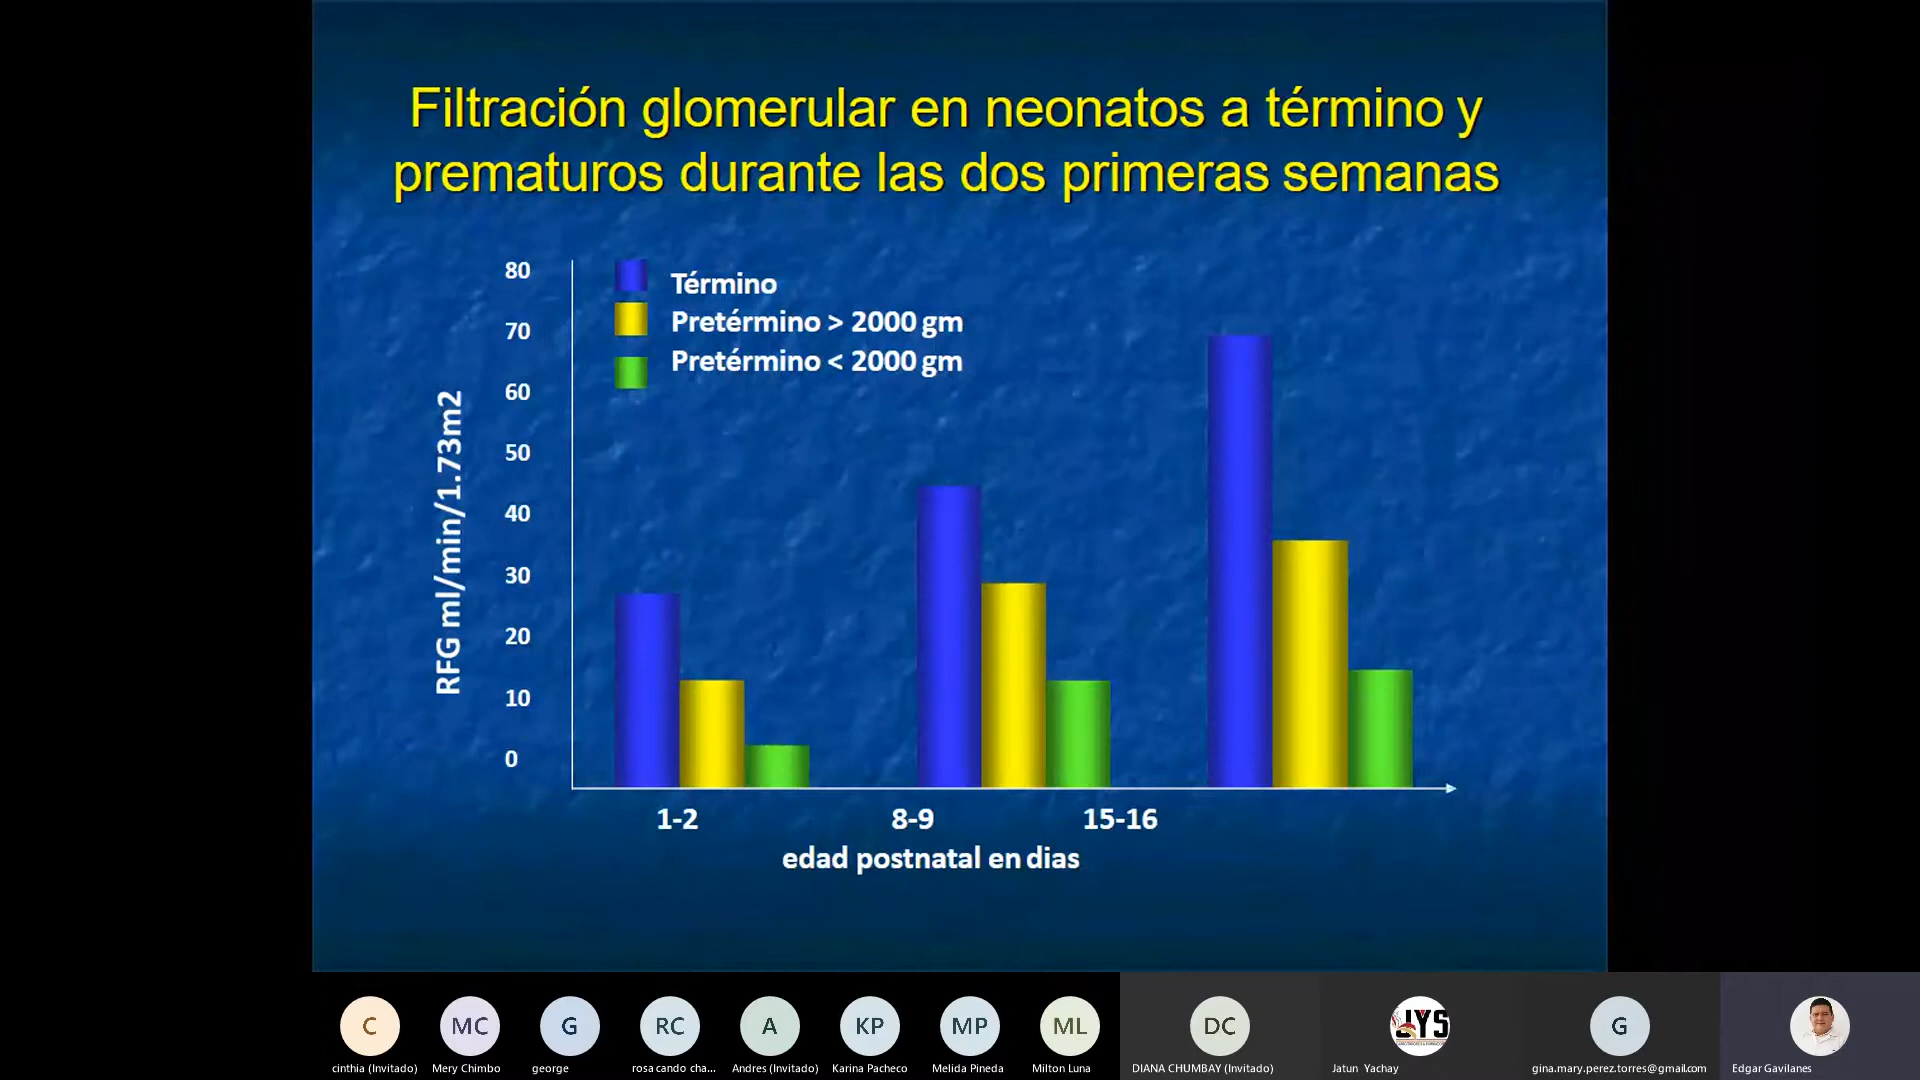 Filtración glomerular en neonatos a término y
prematuros durante las dos primeras semanas
80
70
60
50
40
30
20
10
0
RFG ml/min/1.73m2
Término
Pretérmino > 2000 gm
Pretérmino < 2000 gm
1-2
8-9
15-16
edad postnatal en dias
C
MC
G
RC
A
KP
MP
ML
DC
JYS
G
cinthia (Invitado)
Mery Chimbo
george
rosa cando cha...
Andres (Invitado)
Karina Pacheco
Melida Pineda
Milton Luna
DIANA CHUMBAY (Invitado)
Jatun Yachay
gina.mary.perez.torres@gmail.com
Edgar Gavilanes